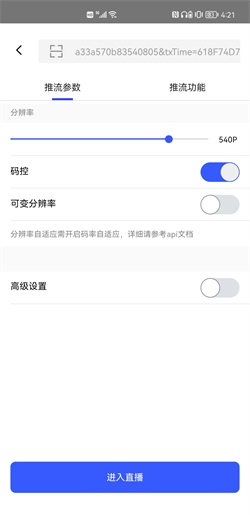 4:21
a33a570b83540805&txTime=618F74D7
推流参数
推流功能
分辨率
540P
码控
可变分辨率
分辨率自适应需开启码率自适应，详细请参考api文档
高级设置
进入直播